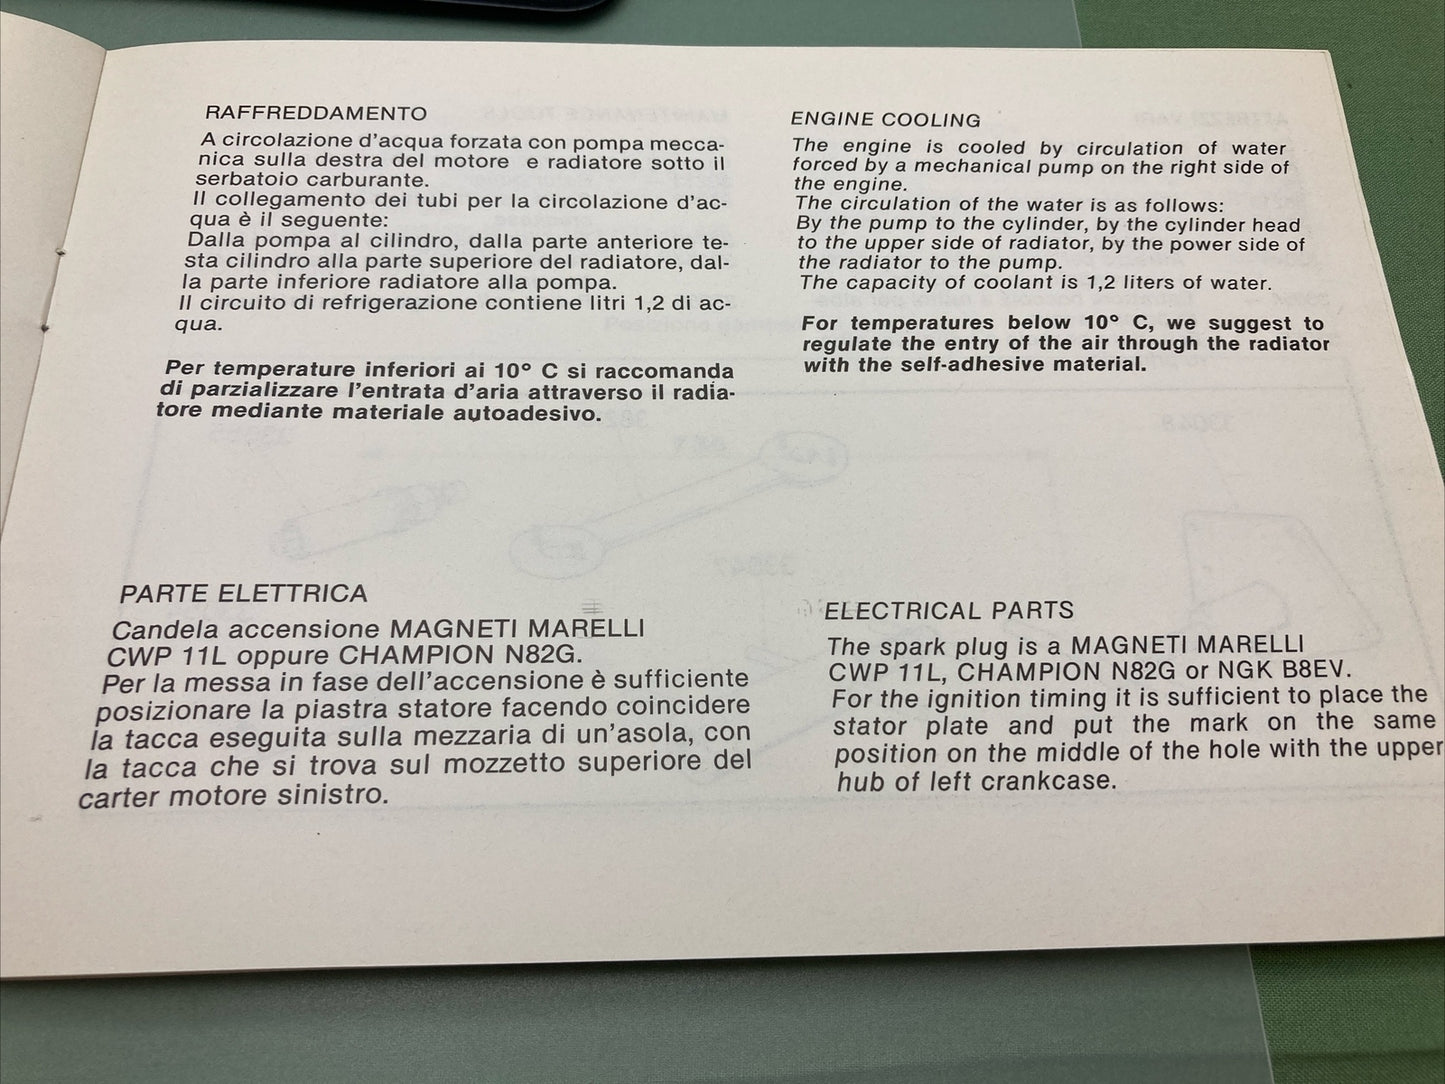 RAFFREDDAMENTO
A circolazione d'acqua forzata con pompa mecca-
nica sulla destra del motore e radiatore sotto il
serbatoio carburante.
Il collegamento dei tubi per la circolazione d'ac-
qua è il seguente:
Dalla pompa al cilindro, dalla parte anteriore te-
sta cilindro alla parte superiore del radiatore, dal-
la parte inferiore radiatore alla pompa.
Il circuito di refrigerazione contiene litri 1,2 di ac-
qua.
Per temperature inferiori ai 10° C si raccomanda
di parzializzare l'entrata d'aria attraverso il radia-
tore mediante materiale autoadesivo.
PARTE ELETTRICA
Candela accensione MAGNETI MARELLI
CWP 11L oppure CHAMPION N82G.
Per la messa in fase dell'accensione è sufficiente
posizionare la piastra statore facendo coincidere
la tacca eseguita sulla mezzaria di un'asola, con
la tacca che si trova sul mozzetto superiore del
carter motore sinistro.
ENGINE COOLING
The engine is cooled by circulation of water
forced by a mechanical pump on the right side of
the engine.
The circulation of the water is as follows:
By the pump to the cylinder, by the cylinder head
to the upper side of radiator, by the power side of
the radiator to the pump.
The capacity of coolant is 1,2 liters of water.
For temperatures below 10° C, we suggest to
regulate the entry of the air through the radiator
with the self-adhesive material.
ELECTRICAL PARTS
The spark plug is a MAGNETI MARELLI
CWP 11L, CHAMPION N82G or NGK B8EV.
For the ignition timing it is sufficient to place the
stator plate and put the mark on the same
position on the middle of the hole with the upper
hub of left crankcase.